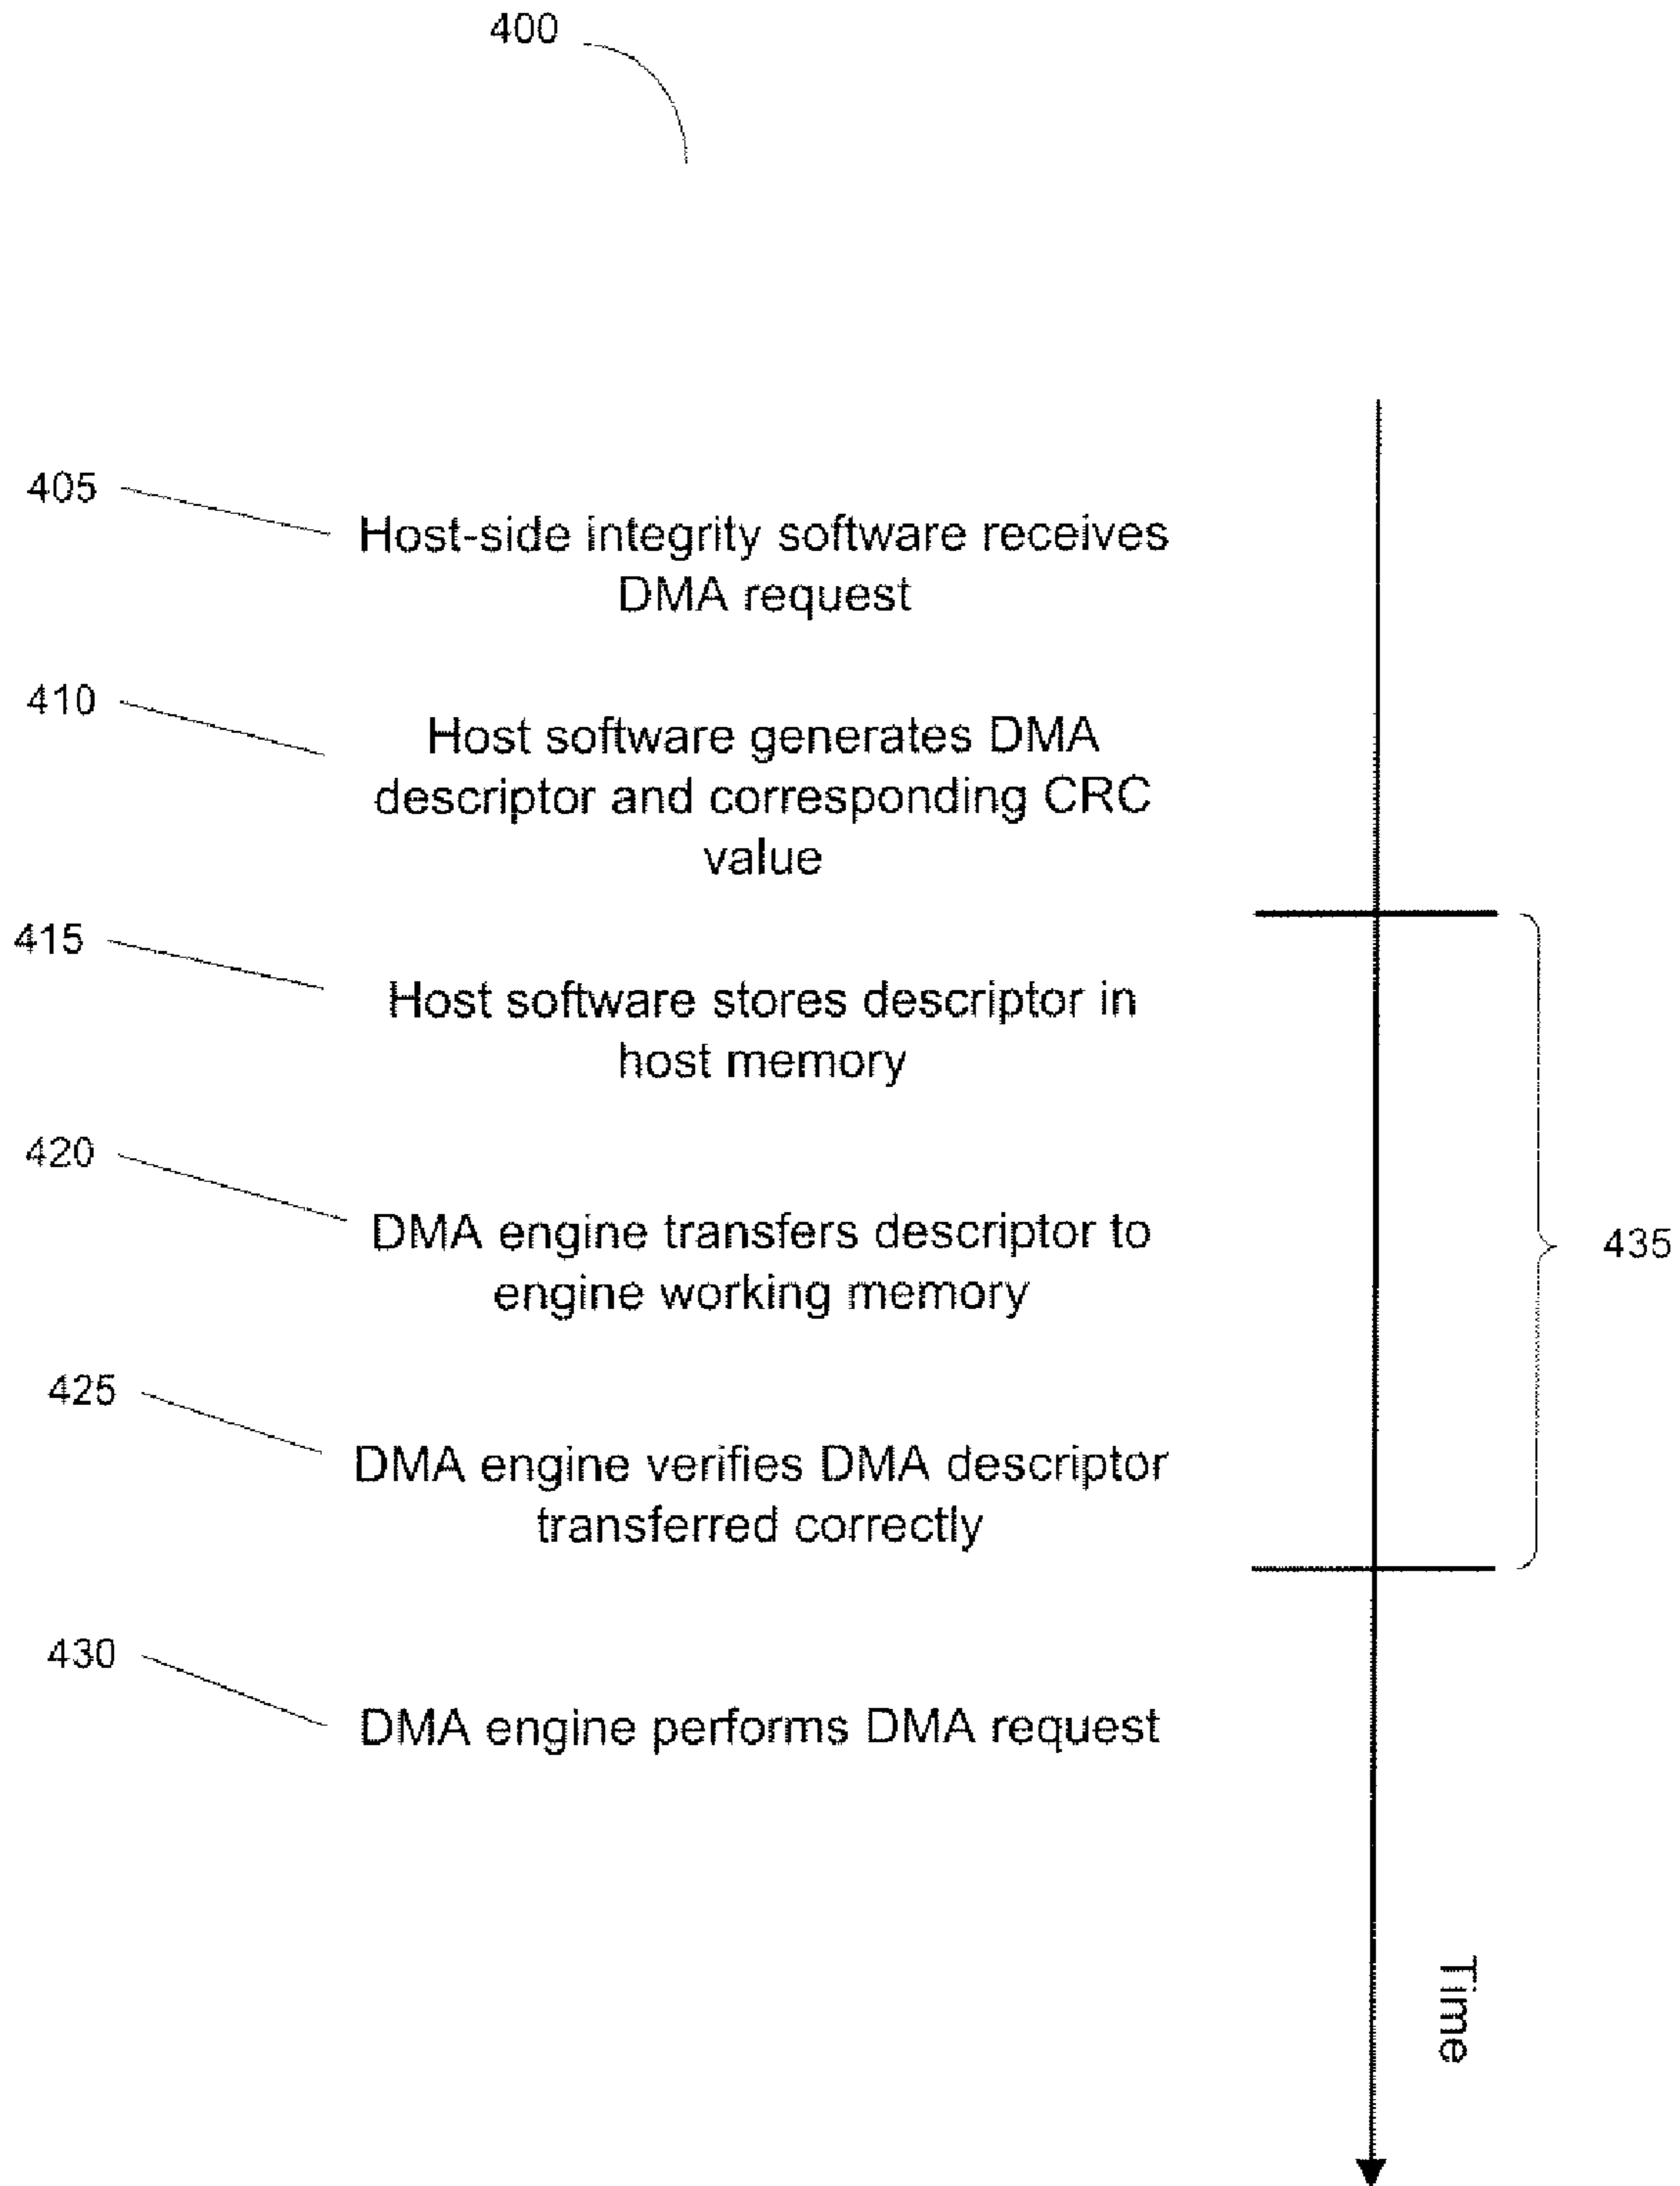 400
405
Host-side integrity software receives
DMA request
410
Host software generates DMA
descriptor and corresponding CRC
value
415
Host software stores descriptor in
host memory
420
DMA engine transfers descriptor to
engine working memory
435
425
DMA engine verifies DMA descriptor
transferred correctly
430
DMA engine performs DMA request
Time